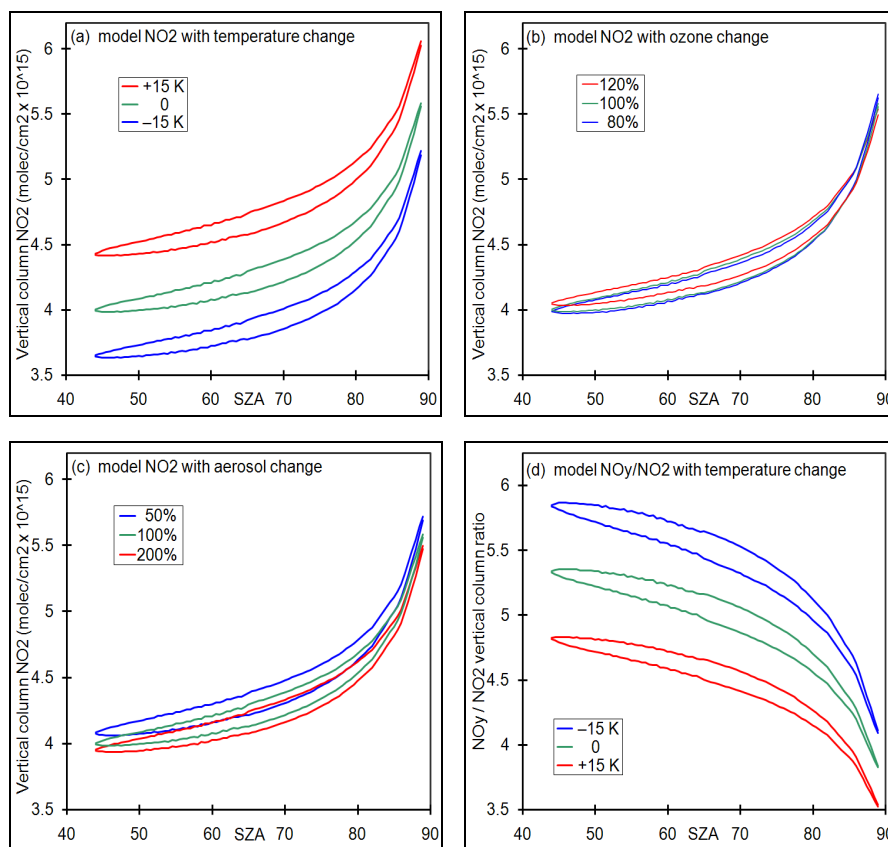 (a) model NO2 with temperature change
+15 K
0
–15 K
Vertical column NO2 (molec/cm2 x 10^15)
6
5.5
5
4.5
4
3.5
40 50 60 SZA 70 80 90
(b) model NO2 with ozone change
120%
100%
80%
Vertical column NO2 (molec/cm2 x 10^15)
6
5.5
5
4.5
4
3.5
40 50 60 SZA 70 80 90
(c) model NO2 with aerosol change
50%
100%
200%
Vertical column NO2 (molec/cm2 x 10^15)
6
5.5
5
4.5
4
3.5
40 50 60 SZA 70 80 90
(d) model NOy/NO2 with temperature change
–15 K
0
+15 K
NOy / NO2 vertical column ratio
6
5.5
5
4.5
4
3.5
40 50 60 SZA 70 80 90